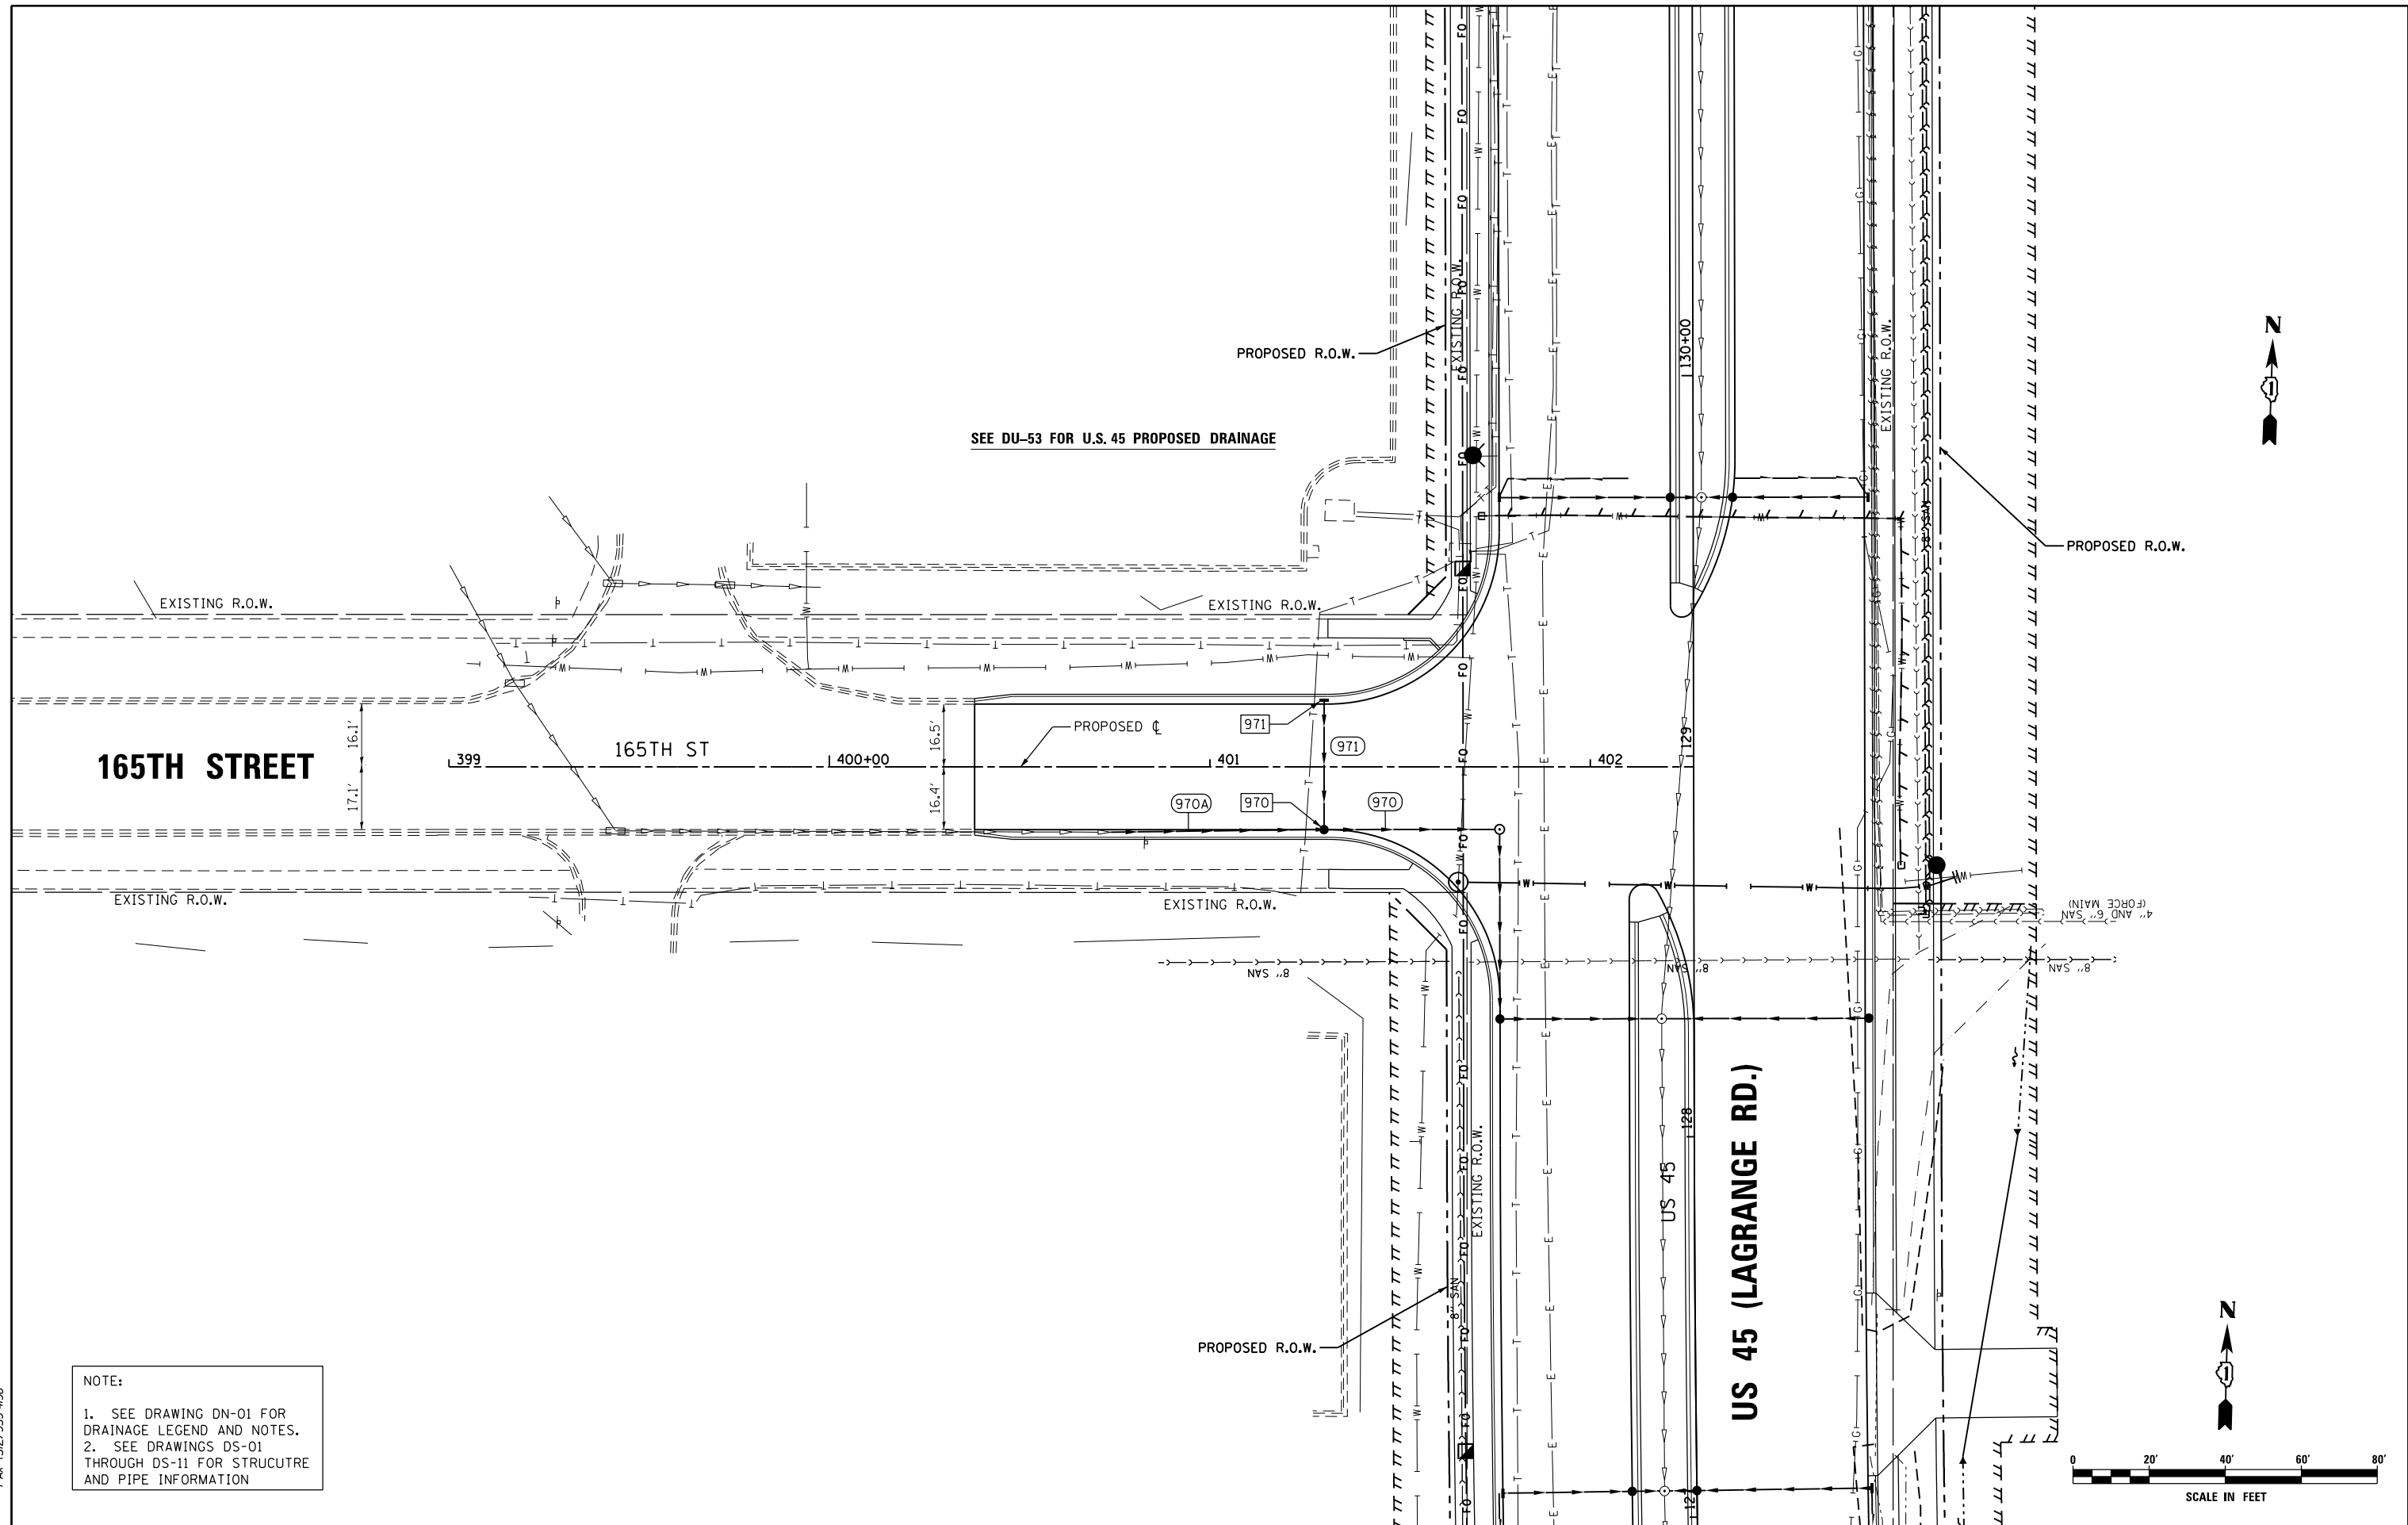 N
PROPOSED R.O.W.
EXISTING R.O.W.
EXISTING R.O.W.
130+00
SEE DU–53 FOR U.S. 45 PROPOSED DRAINAGE
8" SAN
PROPOSED R.O.W.
EXISTING R.O.W.
EXISTING R.O.W.
165TH STREET
16.1'
17.1'
399
165TH ST
400+00
16.5'
16.4'
PROPOSED ℄
971
971
401
402
129
970A
970
970
EXISTING R.O.W.
EXISTING R.O.W.
4" AND 6" SAN
(FORCE MAIN)
8" SAN
8" SAN
8" SAN
128
US 45
US 45 (LAGRANGE RD.)
EXISTING R.O.W.
8" SAN
PROPOSED R.O.W.
127
NOTE:
1. SEE DRAWING DN-01 FOR
DRAINAGE LEGEND AND NOTES.
2. SEE DRAWINGS DS-01
THROUGH DS-11 FOR STRUCUTRE
AND PIPE INFORMATION
N
0 20' 40' 60' 80'
SCALE IN FEET